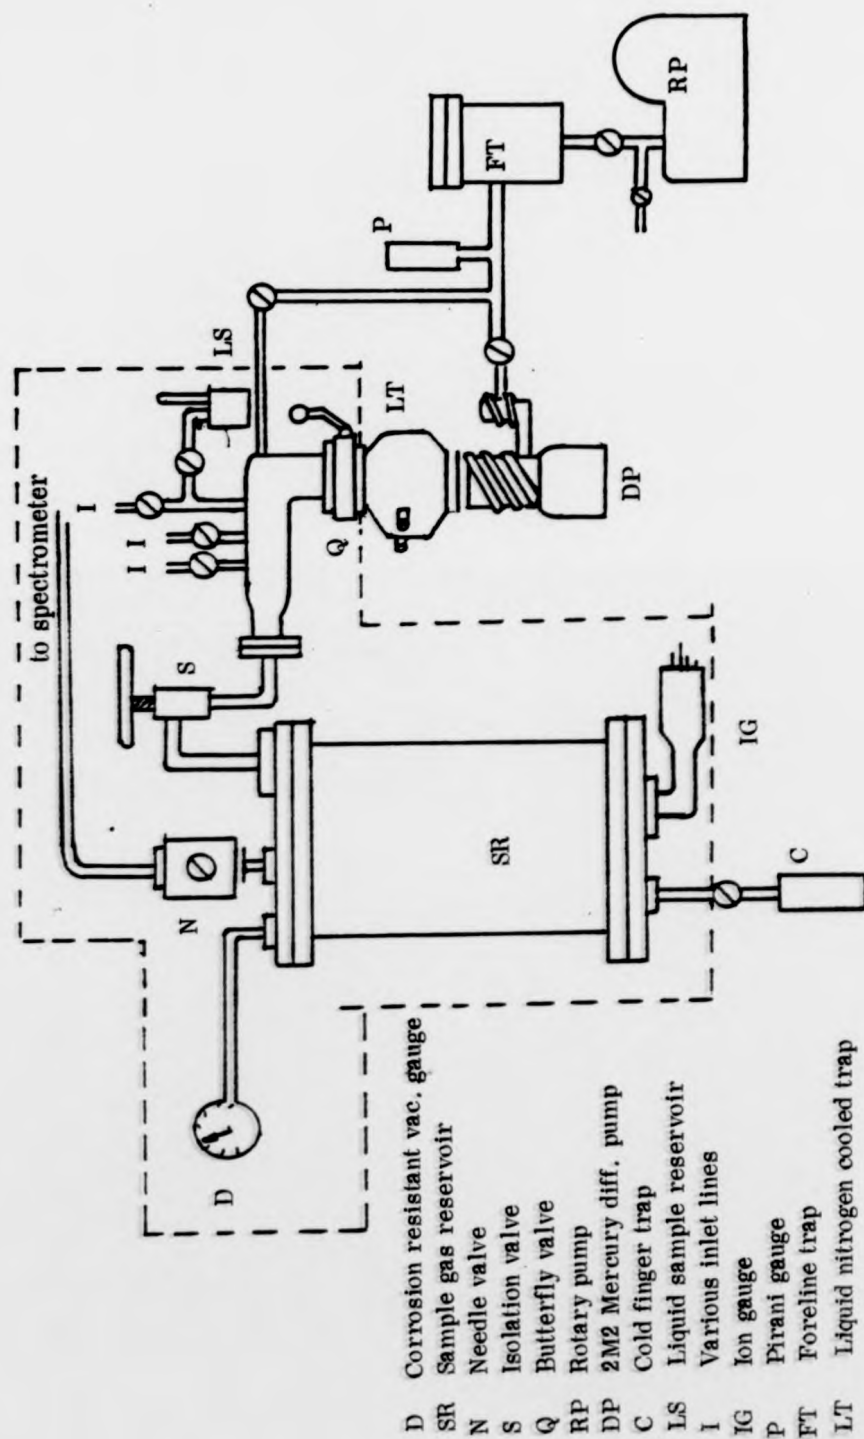 to spectrometer
I
I I
LS
P
FT
RP
S
Q
LT
DP
N
D
SR
IG
C
D Corrosion resistant vac. gauge
SR Sample gas reservoir
N Needle valve
S Isolation valve
Q Butterfly valve
RP Rotary pump
DP 2M2 Mercury diff. pump
C Cold finger trap
LS Liquid sample reservoir
I Various inlet lines
IG Ion gauge
P Pirani gauge
FT Foreline trap
LT Liquid nitrogen cooled trap